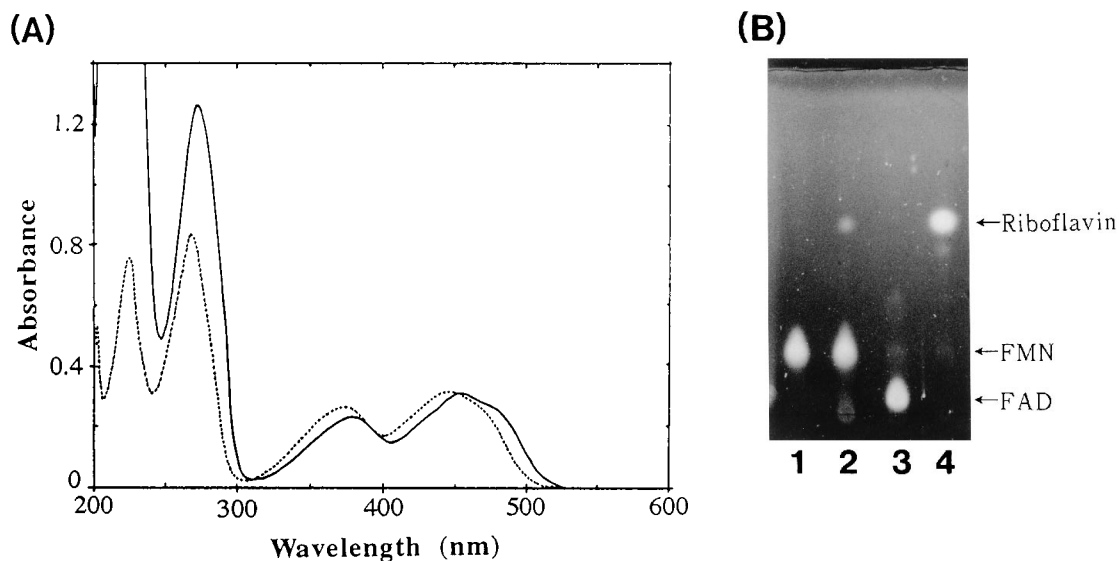 (A)
(B)
Absorbance
1.2
0.8
0.4
0
200
300
400
500
600
Wavelength (nm)
←Riboflavin
←FMN
←FAD
1 2 3 4